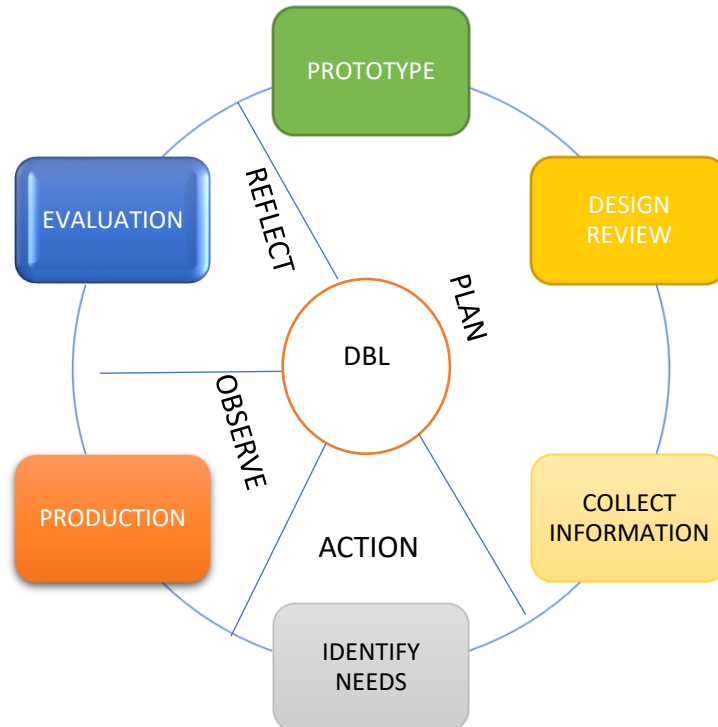 PROTOTYPE
EVALUATION
REFLECT
DESIGN
REVIEW
PLAN
DBL
OBSERVE
PRODUCTION
COLLECT
INFORMATION
ACTION
IDENTIFY
NEEDS